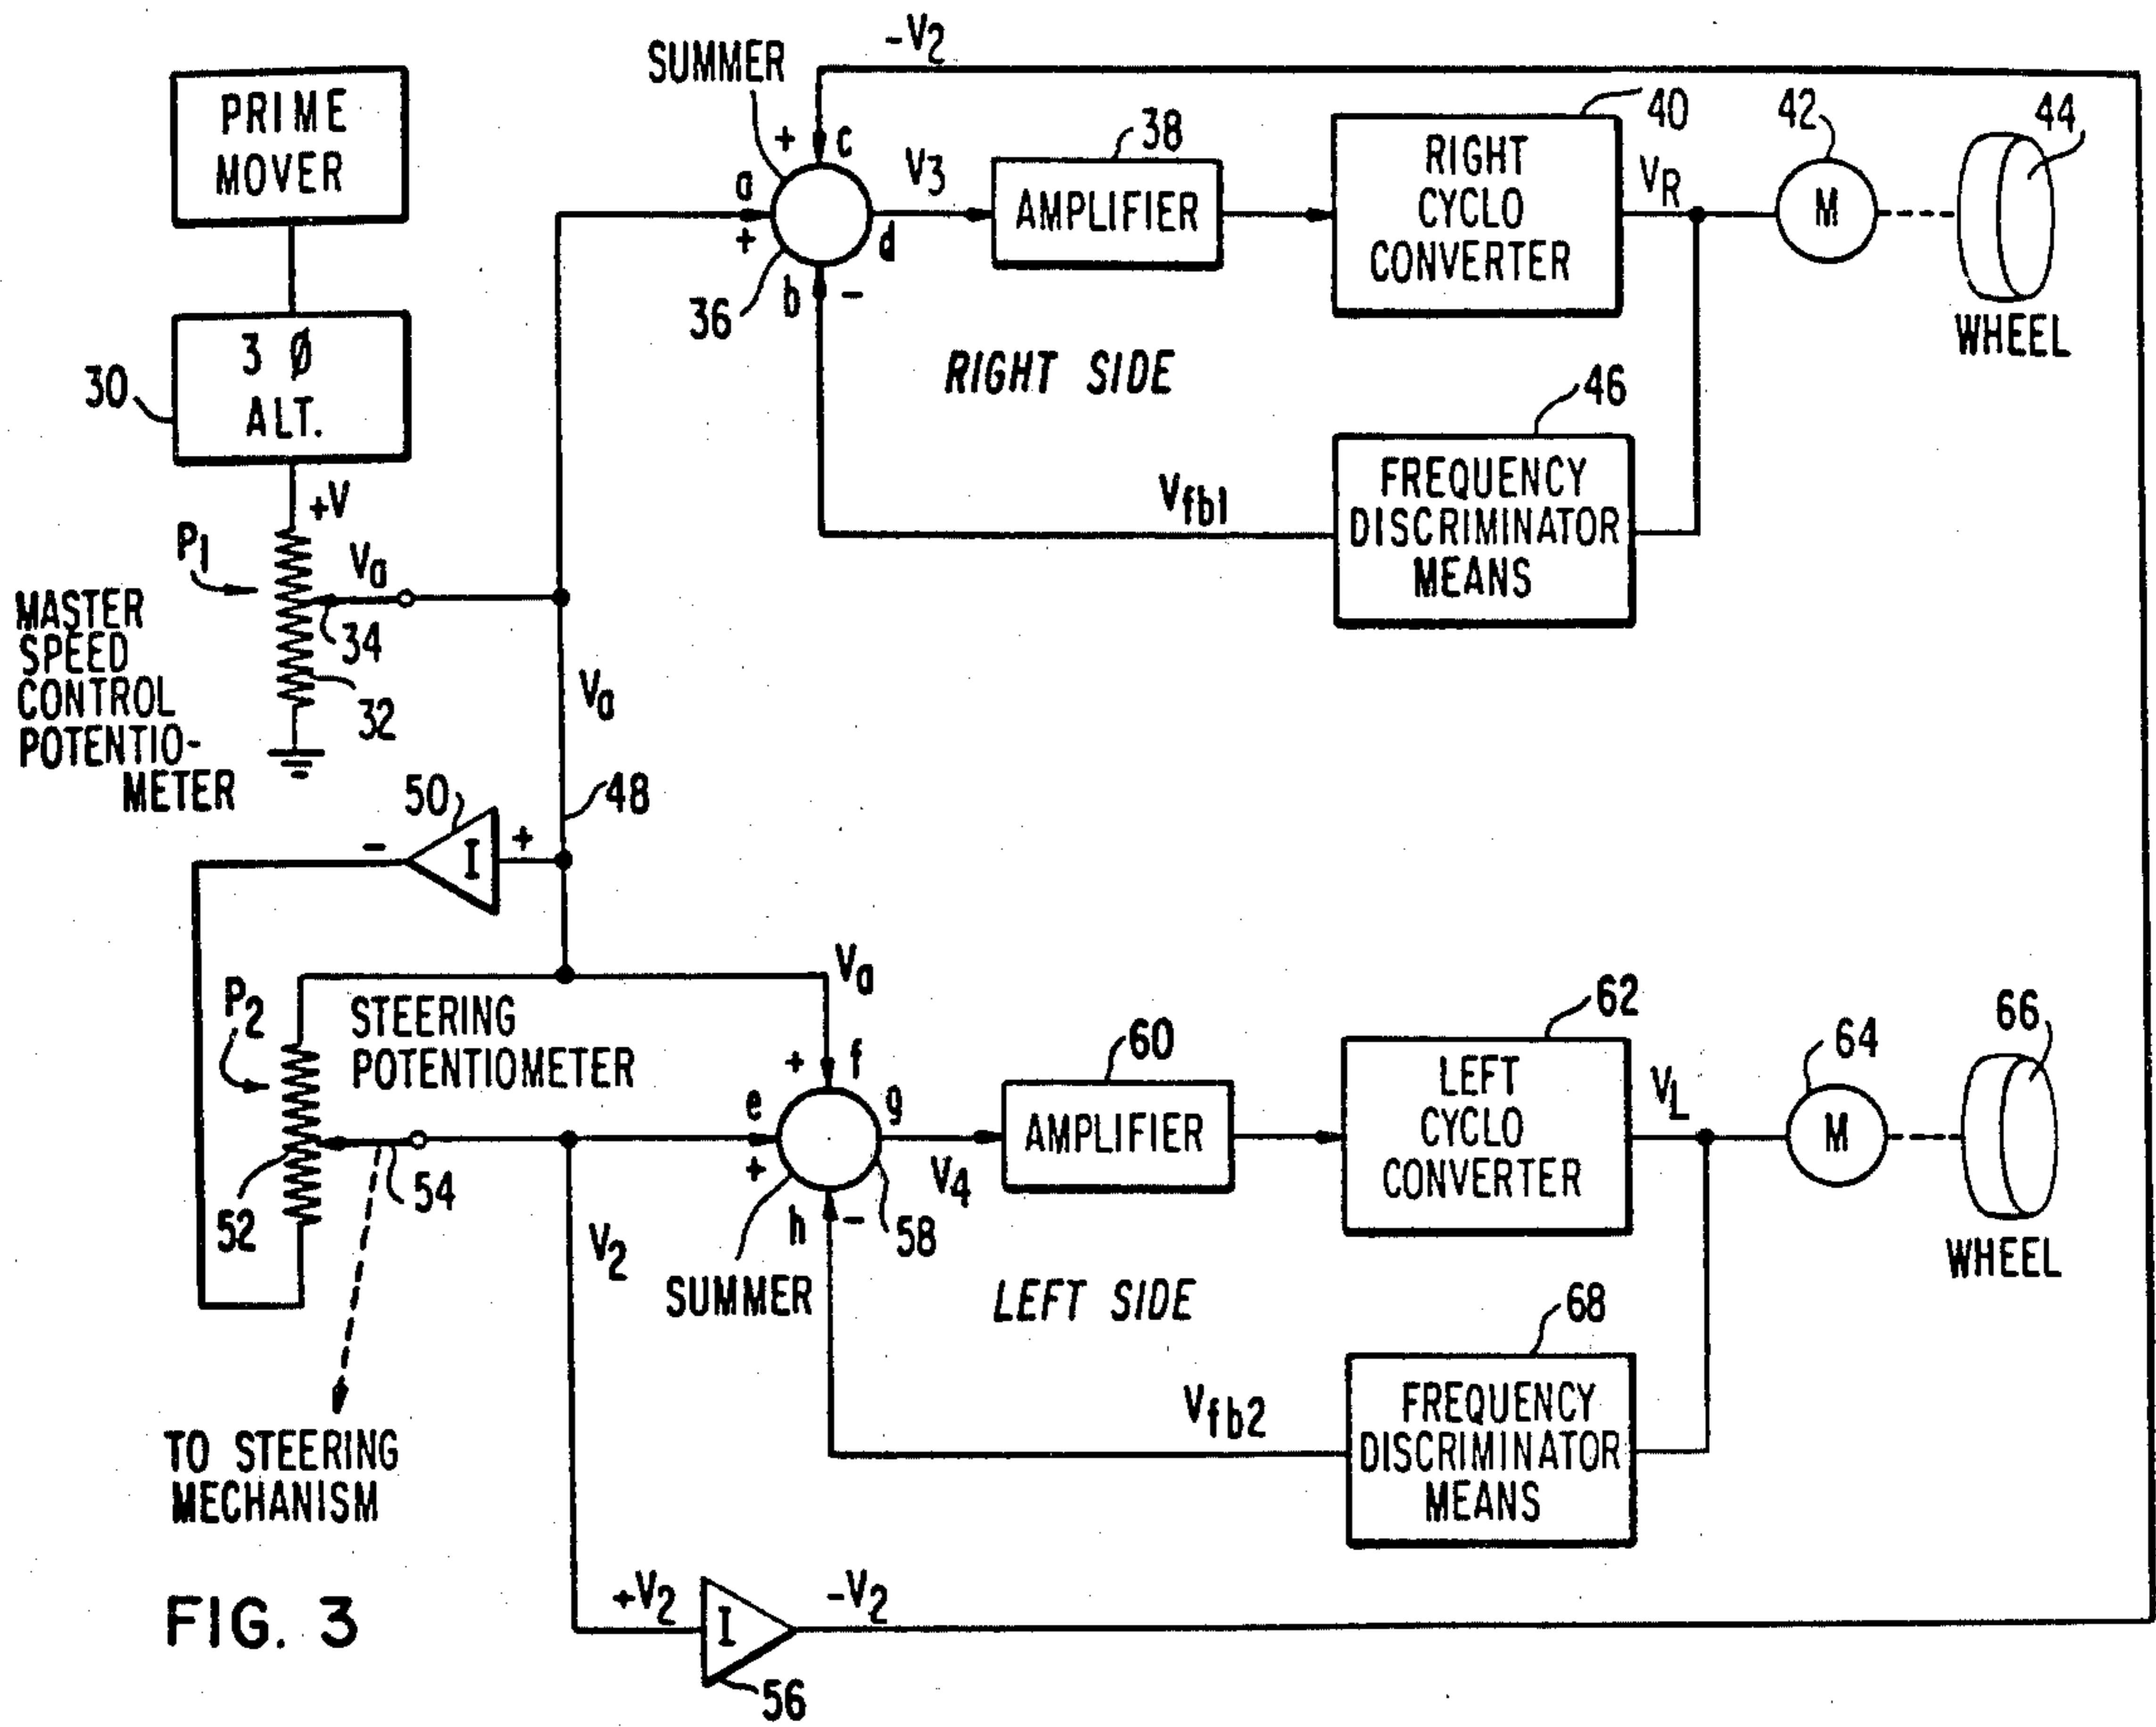 PRIME
MOVER
3 Ø
ALT.
30
+V
P1
Va
MASTER
SPEED
CONTROL
POTENTIO-
METER
34
32
Va
48
50
I
+
-
SUMMER
-V2
+
c
a
+
36
b
-
d
V3
38
AMPLIFIER
40
RIGHT
CYCLO
CONVERTER
VR
42
M
44
WHEEL
RIGHT SIDE
46
FREQUENCY
DISCRIMINATOR
MEANS
Vfb1
P2
STEERING
POTENTIOMETER
52
54
TO STEERING
MECHANISM
Va
+
f
e
+
g
h
-
58
SUMMER
V2
V4
60
AMPLIFIER
62
LEFT
CYCLO
CONVERTER
VL
64
M
66
WHEEL
LEFT SIDE
68
FREQUENCY
DISCRIMINATOR
MEANS
Vfb2
+V2
I
-V2
56
FIG. 3